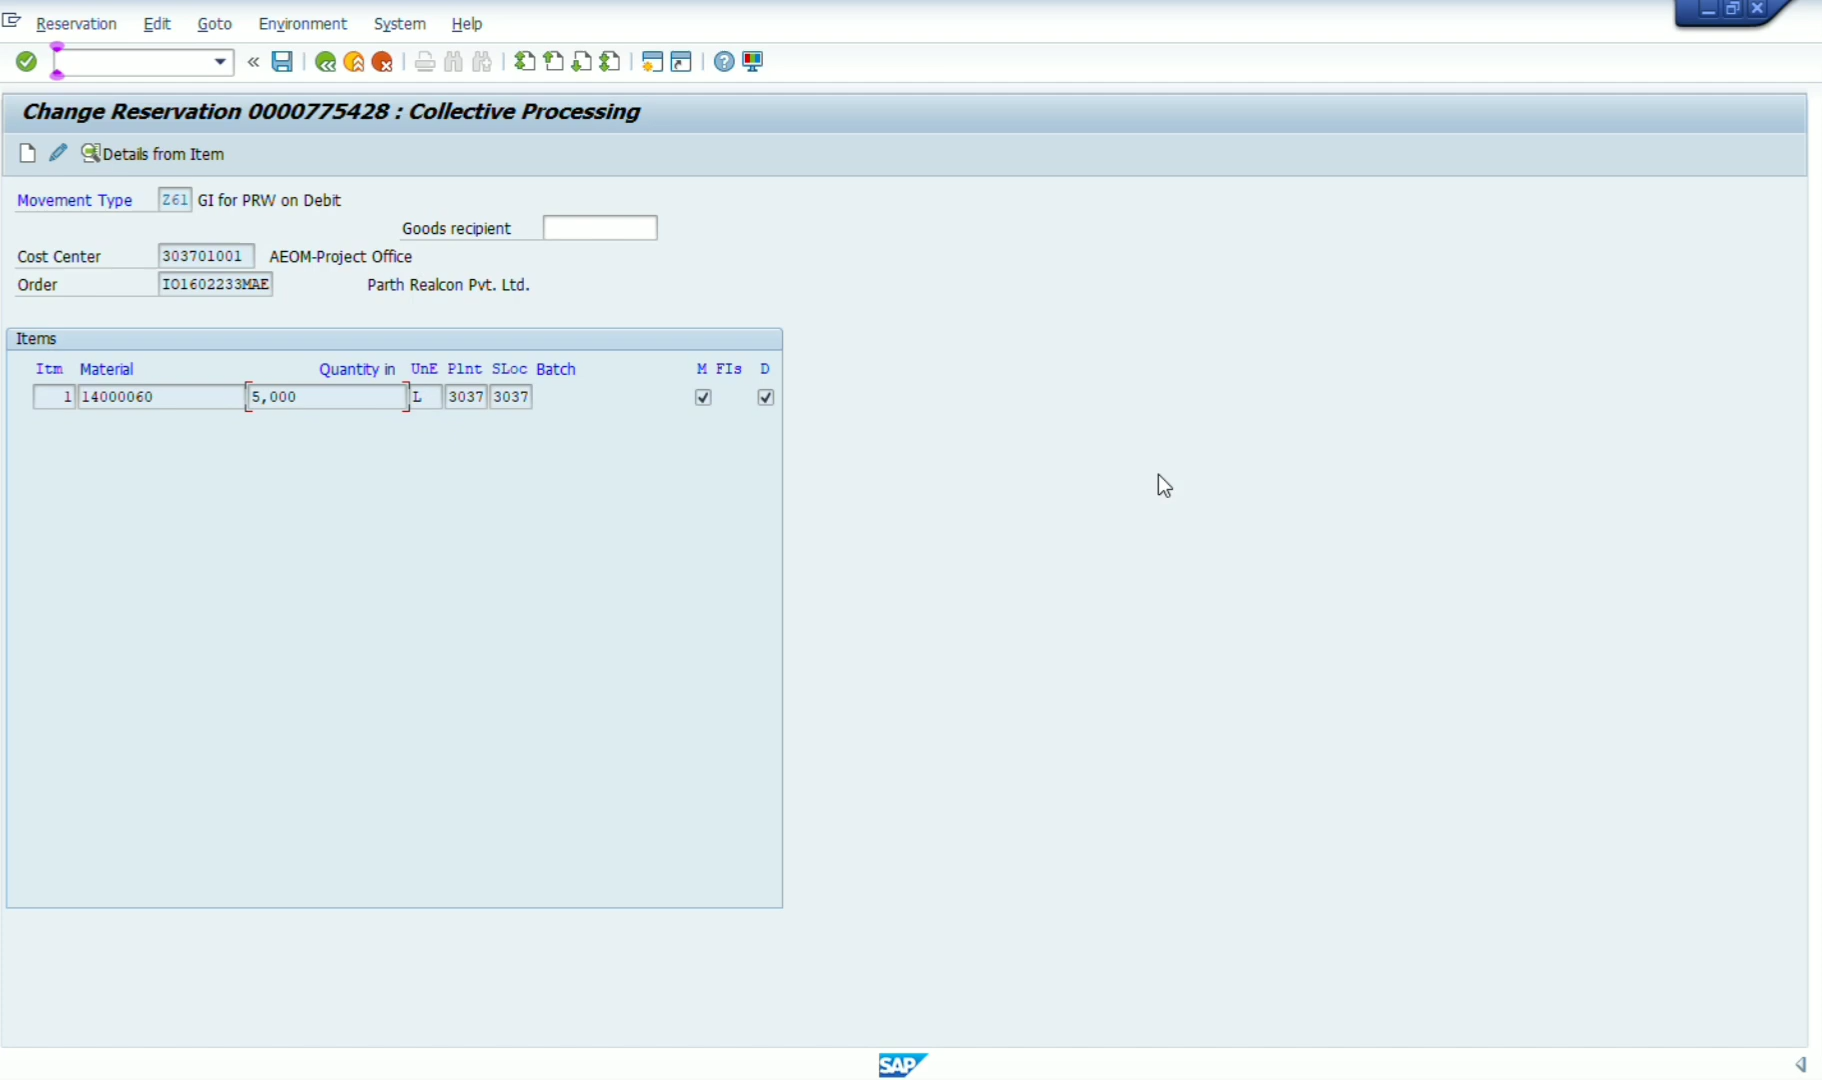 Reservation Edit Goto Environment System Help
Change Reservation 0000775428 : Collective Processing
Details from Item
Movement Type Z61 GI for PRW on Debit
Goods recipient
Cost Center 303701001 AEOM-Project Office
Order IO1602233MAE Parth Realcon Pvt. Ltd.
Items
Itm Material Quantity in UnE Plnt SLoc Batch M FIs D
1 14000060 5,000 L 3037 3037
SAP